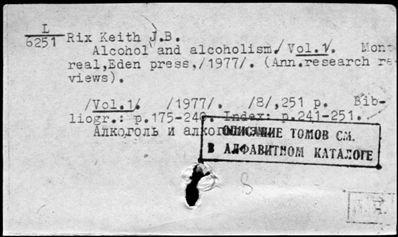 L
6251
Rix Keith J.B.
Alcohol and alcoholism./Vol.1/. Mont
real,Eden press,/1977/. (Ann.research re
views).
/Vol.1/ /1977/. /8/,251 p. Bib-
liogr.: p.175-240. Index: p.241-251.
Алкоголь и
ОПИСАНИЕ ТОМОВ СМ.
В АЛФАВИТНОМ КАТАЛОГЕ
8